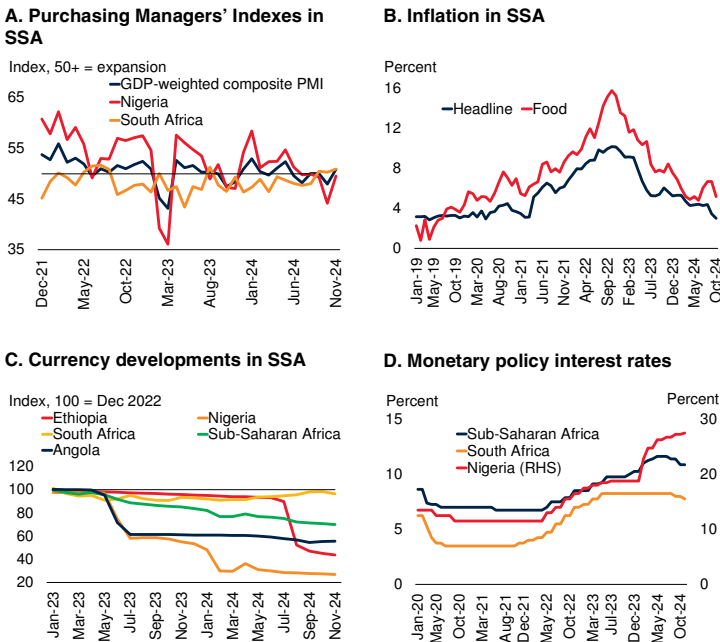 A. Purchasing Managers' Indexes in
SSA
Index, 50+ = expansion
GDP-weighted composite PMI
Nigeria
South Africa
65
55
45
35
Dec-21
May-22
Oct-22
Mar-23
Aug-23
Jan-24
Jun-24
Nov-24
B. Inflation in SSA
Percent
Headline
Food
16
12
8
4
0
Jan-19
May-19
Oct-19
Mar-20
Aug-20
Jan-21
Jun-21
Nov-21
Apr-22
Sep-22
Feb-23
Jul-23
Dec-23
May-24
Oct-24
C. Currency developments in SSA
Index, 100 = Dec 2022
Ethiopia
Nigeria
South Africa
Sub-Saharan Africa
Angola
120
100
80
60
40
20
Jan-23
Mar-23
May-23
Jul-23
Sep-23
Nov-23
Jan-24
Mar-24
May-24
Jul-24
Sep-24
Nov-24
D. Monetary policy interest rates
Percent
Percent
Sub-Saharan Africa
South Africa
Nigeria (RHS)
15
10
5
0
30
20
10
0
Jan-20
May-20
Oct-20
Mar-21
Aug-21
Dec-21
May-22
Oct-22
Mar-23
Jul-23
Dec-23
May-24
Oct-24